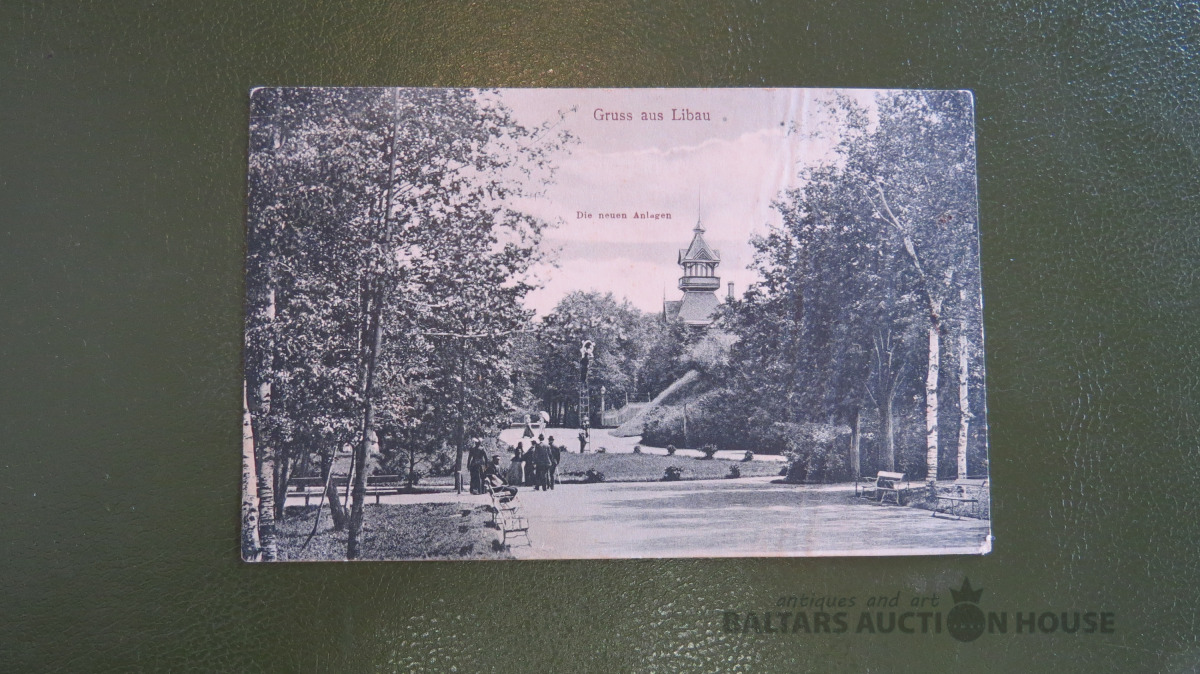 Gruss aus Libau
Die neuen Anlagen
antiques and art
BALTARS AUCTION HOUSE